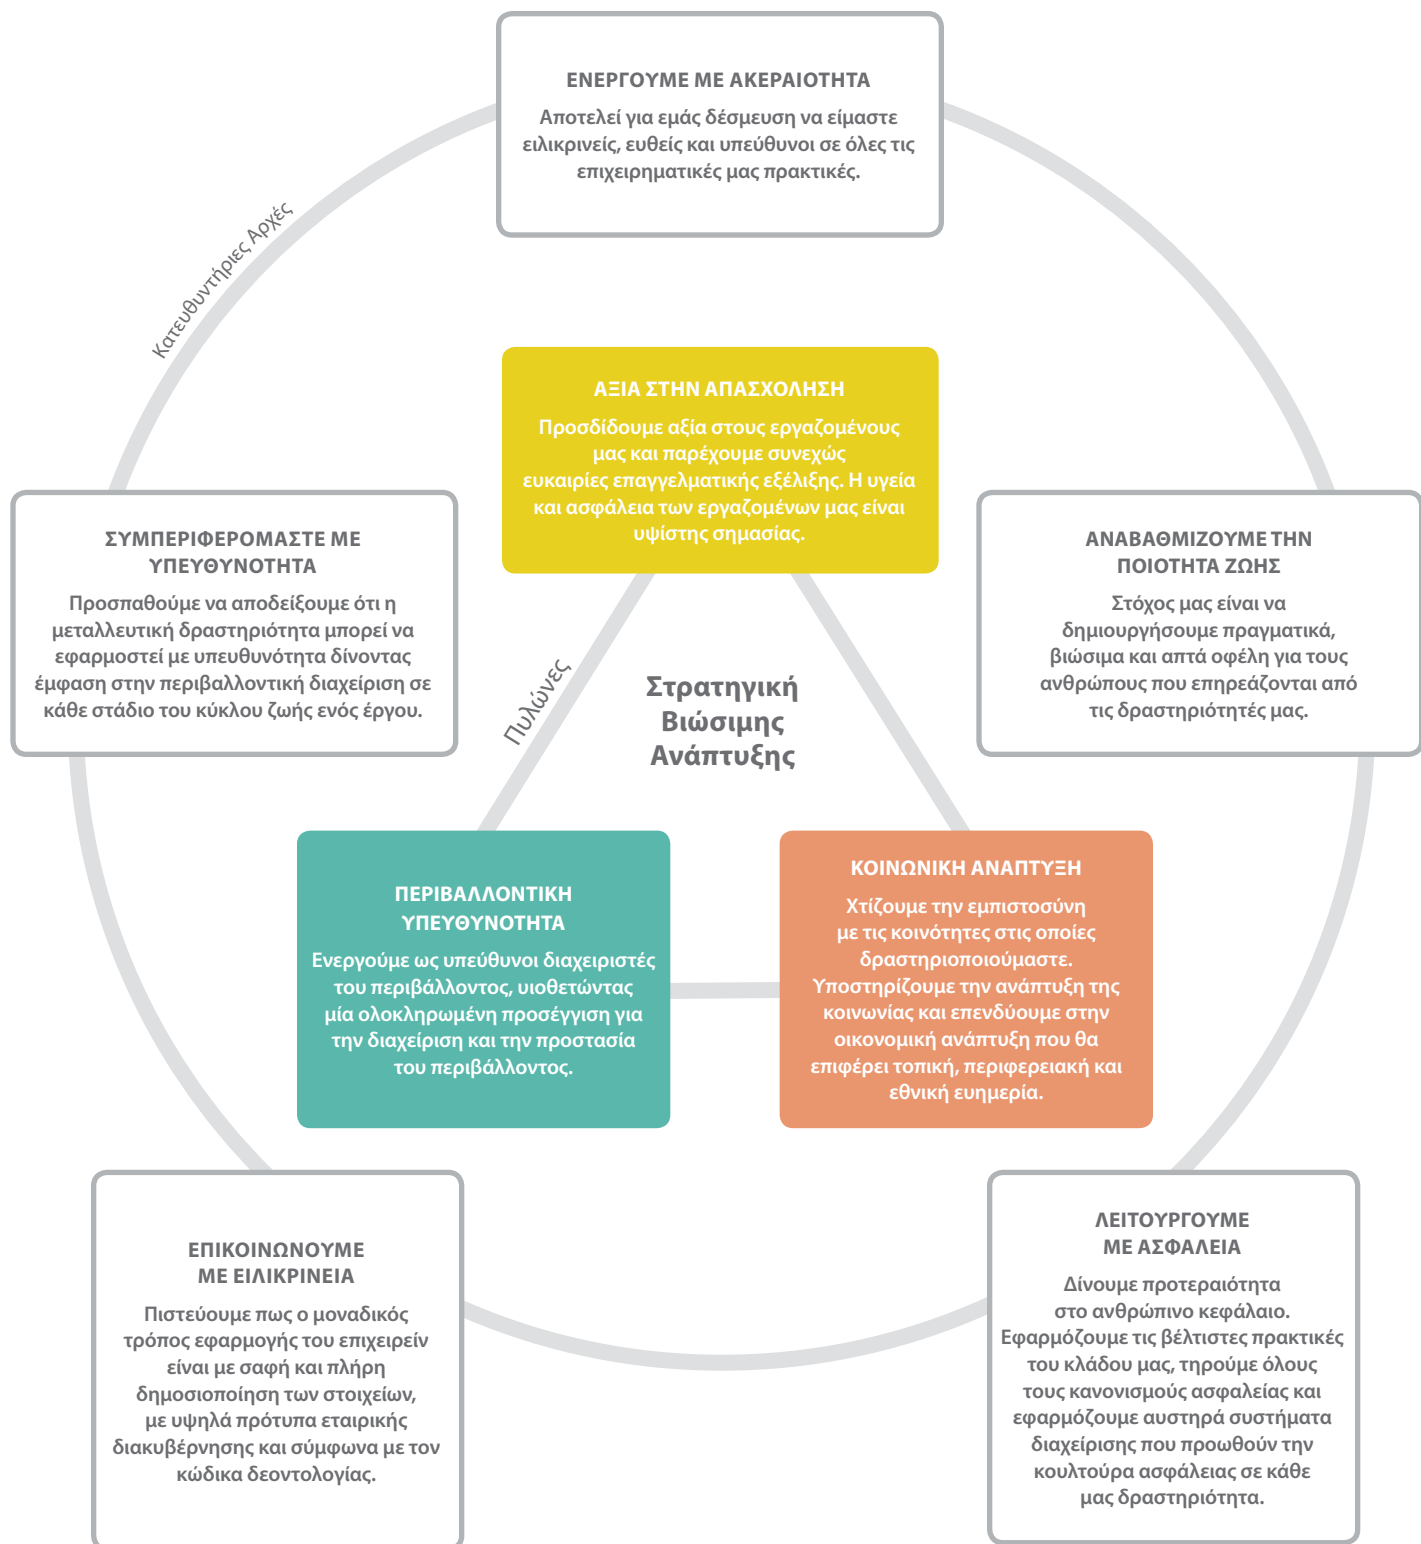 ΕΝΕΡΓΟΥΜΕ ΜΕ ΑΚΕΡΑΙΟΤΗΤΑ
Αποτελεί για εμάς δέσμευση να είμαστε
ειλικρινείς, ευθείς και υπεύθυνοι σε όλες τις
επιχειρηματικές μας πρακτικές.
Κατευθυντήριες Αρχές
ΑΞΙΑ ΣΤΗΝ ΑΠΑΣΧΟΛΗΣΗ
Προσδίδουμε αξία στους εργαζομένους
μας και παρέχουμε συνεχώς
ευκαιρίες επαγγελματικής εξέλιξης. Η υγεία
και ασφάλεια των εργαζομένων μας είναι
υψίστης σημασίας.
ΣΥΜΠΕΡΙΦΕΡΟΜΑΣΤΕ ΜΕ
ΥΠΕΥΘΥΝΟΤΗΤΑ
Προσπαθούμε να αποδείξουμε ότι η
μεταλλευτική δραστηριότητα μπορεί να
εφαρμοστεί με υπευθυνότητα δίνοντας
έμφαση στην περιβαλλοντική διαχείριση σε
κάθε στάδιο του κύκλου ζωής ενός έργου.
ΑΝΑΒΑΘΜΙΖΟΥΜΕ ΤΗΝ
ΠΟΙΟΤΗΤΑ ΖΩΗΣ
Στόχος μας είναι να
δημιουργήσουμε πραγματικά,
βιώσιμα και απτά οφέλη για τους
ανθρώπους που επηρεάζονται από
τις δραστηριότητές μας.
Πυλώνες
Στρατηγική
Βιώσιμης
Ανάπτυξης
ΠΕΡΙΒΑΛΛΟΝΤΙΚΗ
ΥΠΕΥΘΥΝΟΤΗΤΑ
Ενεργούμε ως υπεύθυνοι διαχειριστές
του περιβάλλοντος, υιοθετώντας
μία ολοκληρωμένη προσέγγιση για
την διαχείριση και την προστασία
του περιβάλλοντος.
ΚΟΙΝΩΝΙΚΗ ΑΝΑΠΤΥΞΗ
Χτίζουμε την εμπιστοσύνη
με τις κοινότητες στις οποίες
δραστηριοποιούμαστε.
Υποστηρίζουμε την ανάπτυξη της
κοινωνίας και επενδύουμε στην
οικονομική ανάπτυξη που θα
επιφέρει τοπική, περιφερειακή και
εθνική ευημερία.
ΕΠΙΚΟΙΝΩΝΟΥΜΕ
ΜΕ ΕΙΛΙΚΡΙΝΕΙΑ
Πιστεύουμε πως ο μοναδικός
τρόπος εφαρμογής του επιχειρείν
είναι με σαφή και πλήρη
δημοσιοποίηση των στοιχείων,
με υψηλά πρότυπα εταιρικής
διακυβέρνησης και σύμφωνα με τον
κώδικα δεοντολογίας.
ΛΕΙΤΟΥΡΓΟΥΜΕ
ΜΕ ΑΣΦΑΛΕΙΑ
Δίνουμε προτεραιότητα
στο ανθρώπινο κεφάλαιο.
Εφαρμόζουμε τις βέλτιστες πρακτικές
του κλάδου μας, τηρούμε όλους
τους κανονισμούς ασφαλείας και
εφαρμόζουμε αυστηρά συστήματα
διαχείρισης που προωθούν την
κουλτούρα ασφάλειας σε κάθε
μας δραστηριότητα.